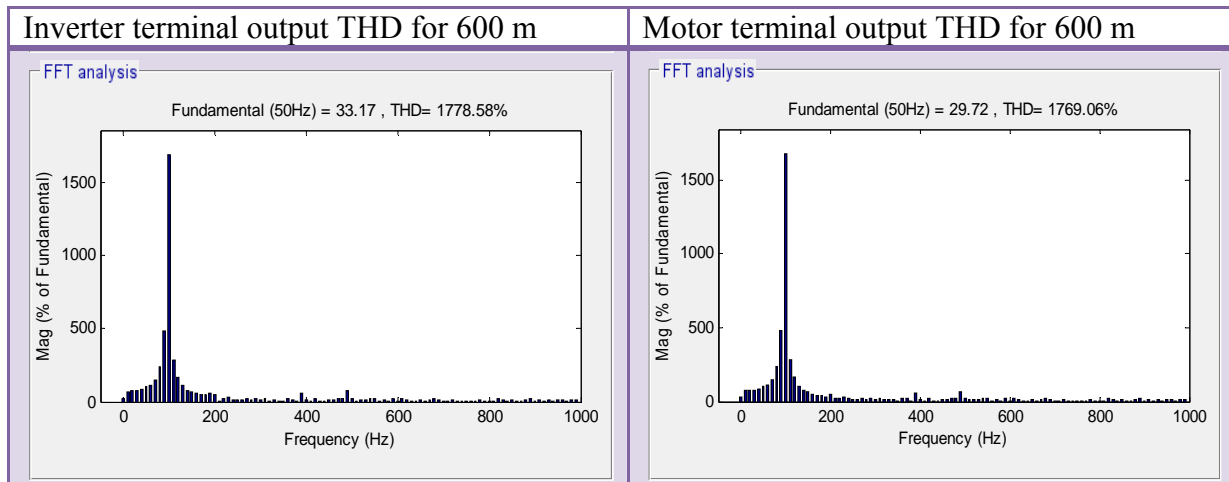 Inverter terminal output THD for 600 m
FFT analysis
Fundamental (50Hz) = 33.17 , THD= 1778.58%
Mag (% of Fundamental)
1500
1000
500
0
0 200 400 600 800 1000
Frequency (Hz)
Motor terminal output THD for 600 m
FFT analysis
Fundamental (50Hz) = 29.72 , THD= 1769.06%
Mag (% of Fundamental)
1500
1000
500
0
0 200 400 600 800 1000
Frequency (Hz)